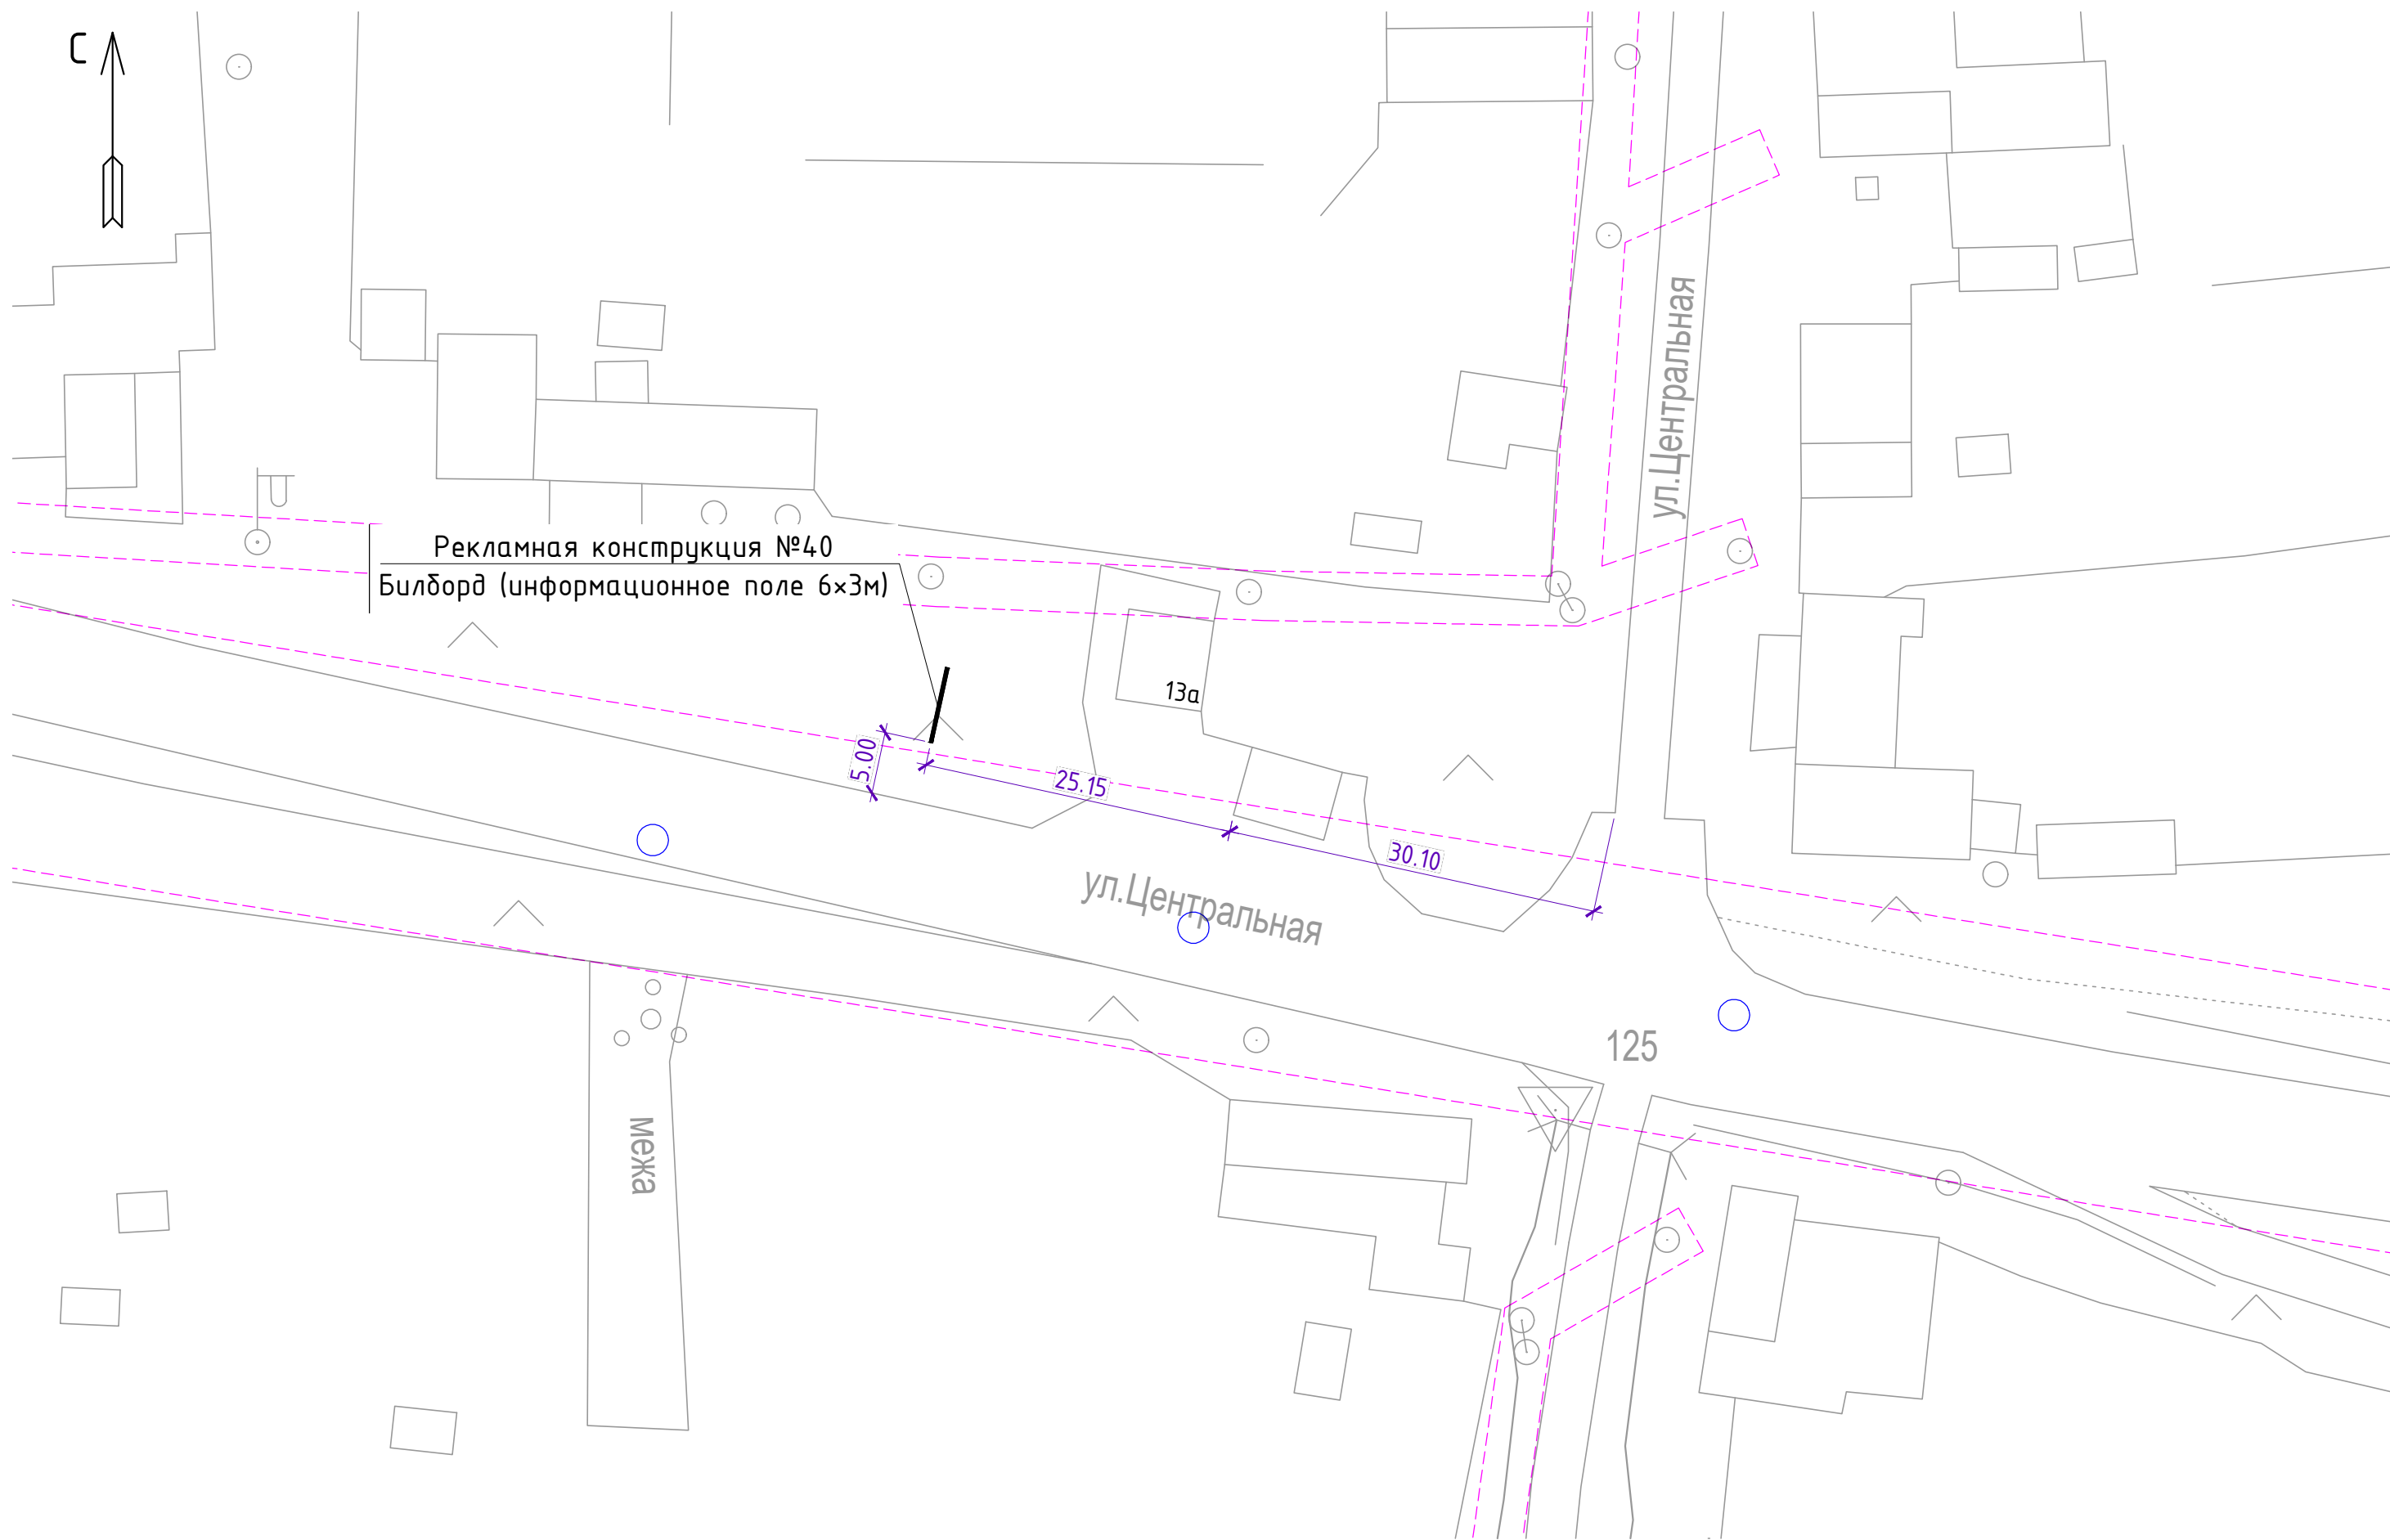 С
ул.Центральная
Рекламная конструкция №40
Билборд (информационное поле 6×3м)
13а
5.00
25.15
30.10
ул.Центральная
125
межа